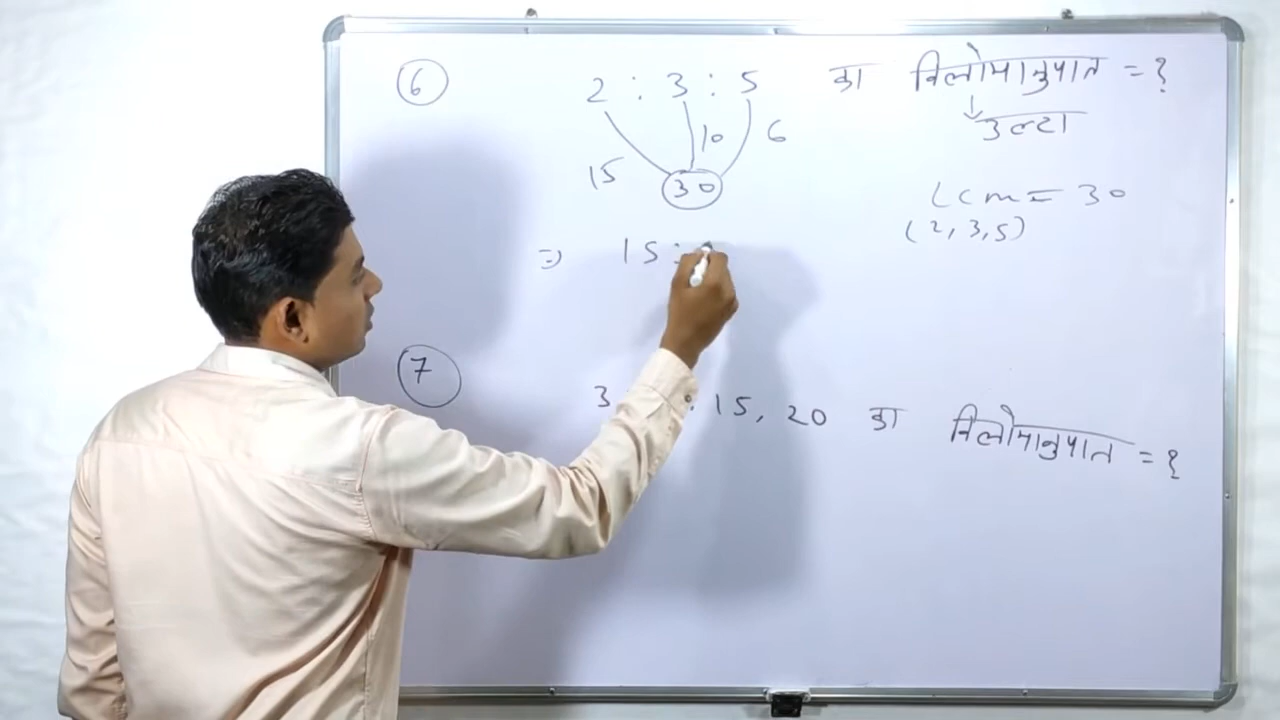 6
2 : 3 : 5 का विलोमानुपात = ?
↓
उल्टा
15 10 6
30
LCM = 30
(2, 3, 5)
⇒ 15 :
7
3 15, 20 का विलोमानुपात = ?